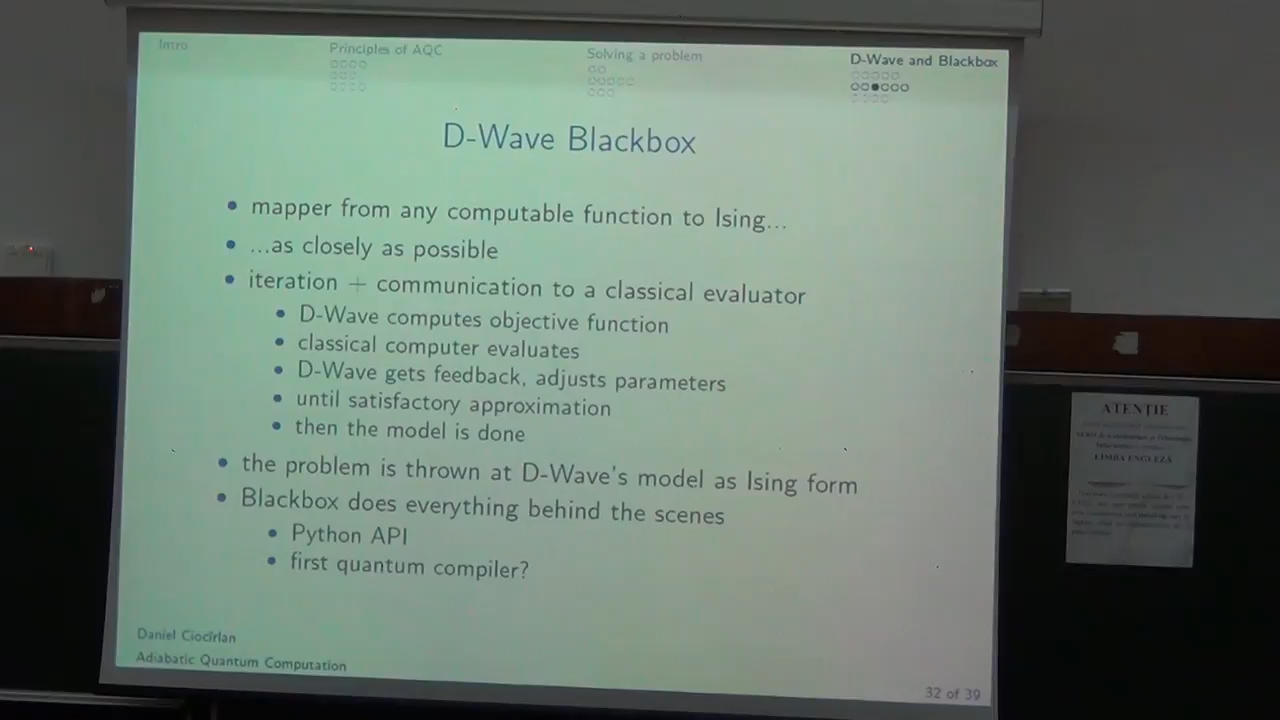 Intro
Principles of AQC
Solving a problem
D-Wave and Blackbox
D-Wave Blackbox
• mapper from any computable function to Ising...
• ...as closely as possible
• iteration + communication to a classical evaluator
• D-Wave computes objective function
• classical computer evaluates
• D-Wave gets feedback, adjusts parameters
• until satisfactory approximation
• then the model is done
• the problem is thrown at D-Wave's model as Ising form
• Blackbox does everything behind the scenes
• Python API
• first quantum compiler?
Daniel Ciocîrlan
Adiabatic Quantum Computation
32 of 39
ATENȚIE
LIMBA ENGLEZĂ